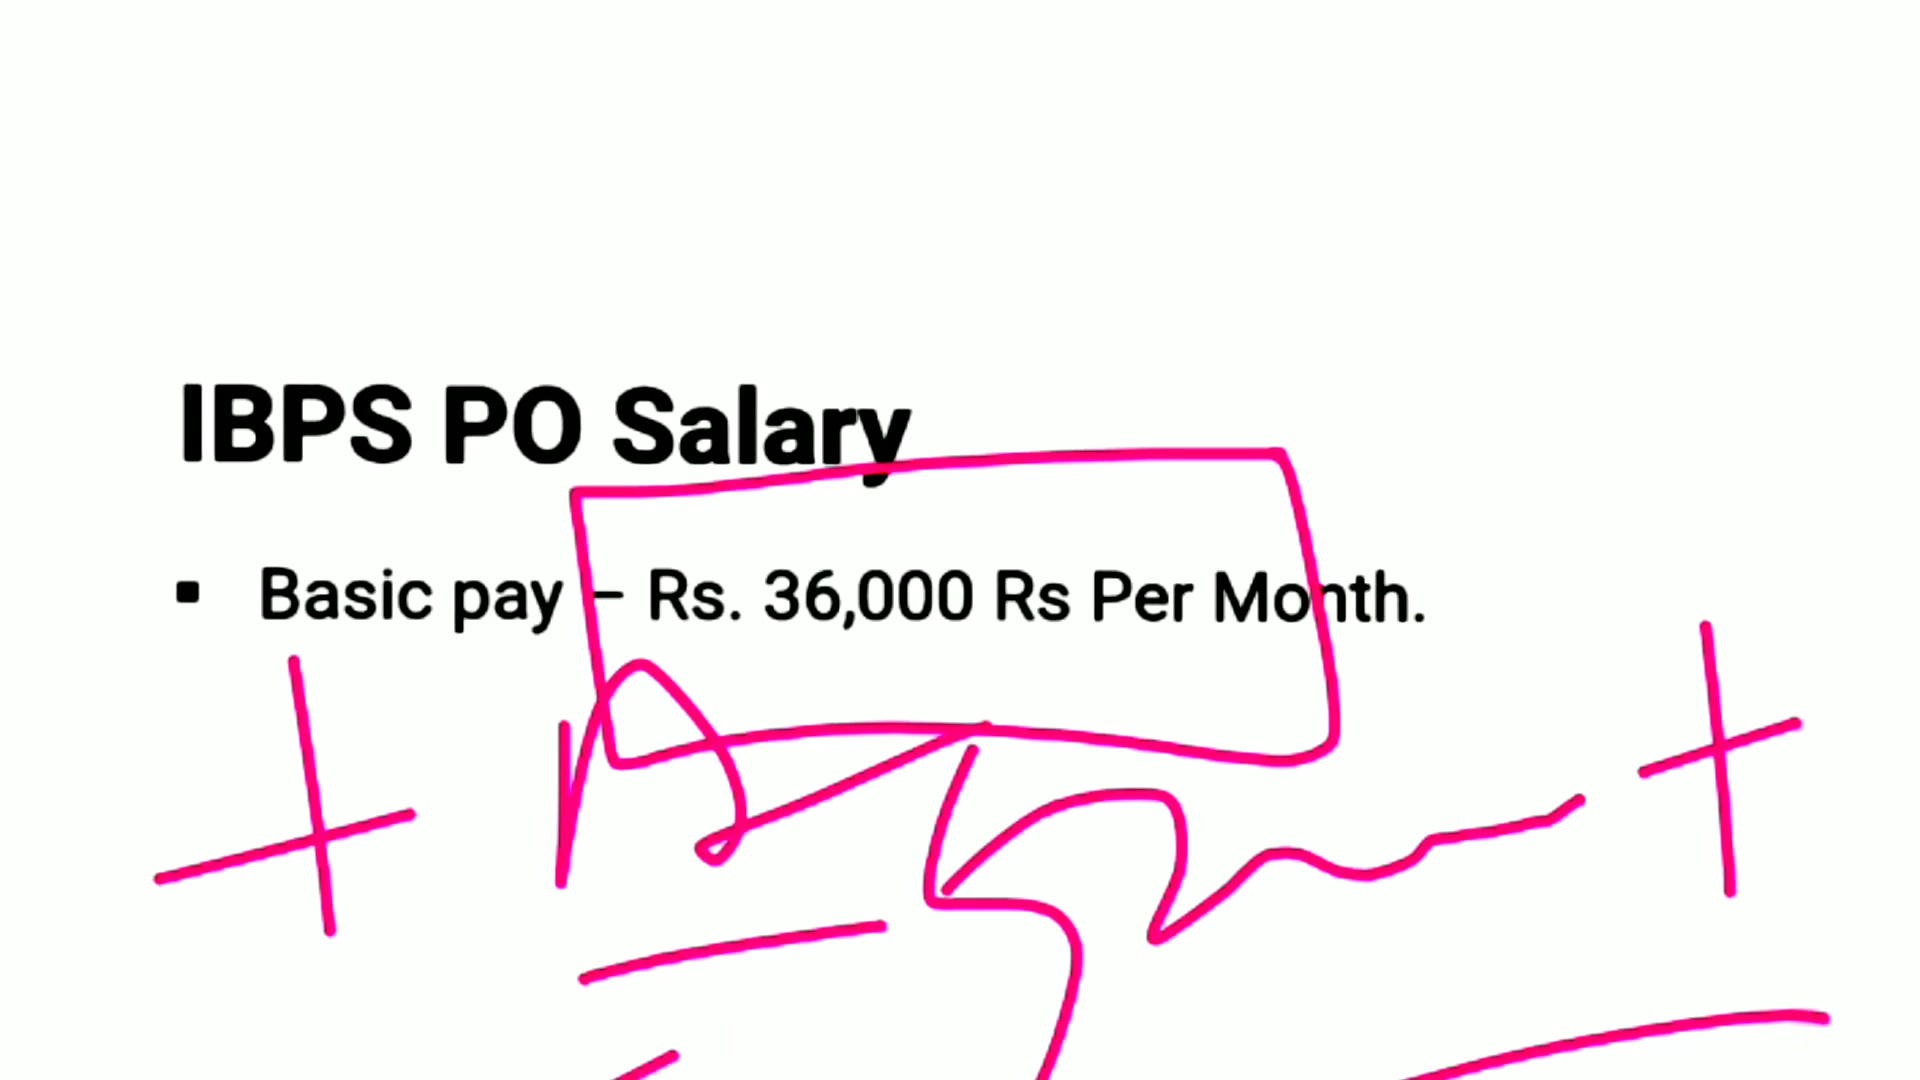 IBPS PO Salary
▪ Basic pay – Rs. 36,000 Rs Per Month.